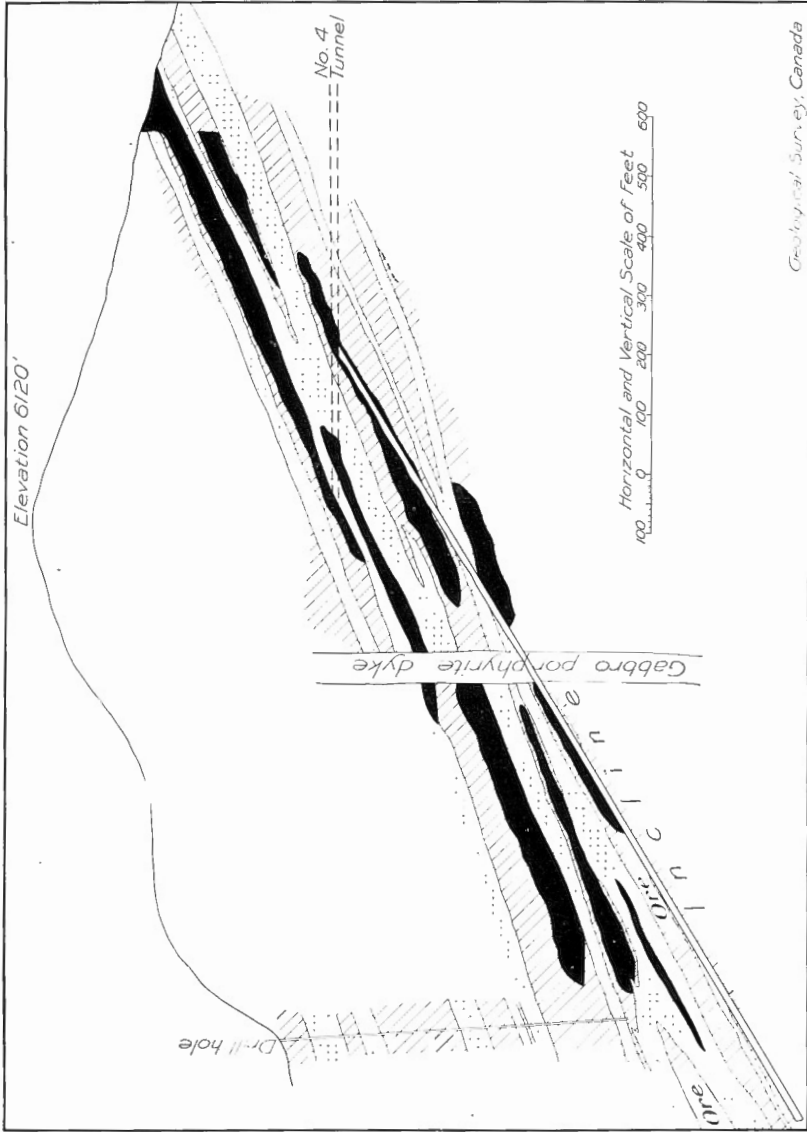 Elevation 6120'
No. 4
Tunnel
Drill hole
Gabbro porphyrite dyke
Incline
Ore
Ore
Horizontal and Vertical Scale of Feet
100 0 100 200 300 400 500 600
Geological Survey, Canada